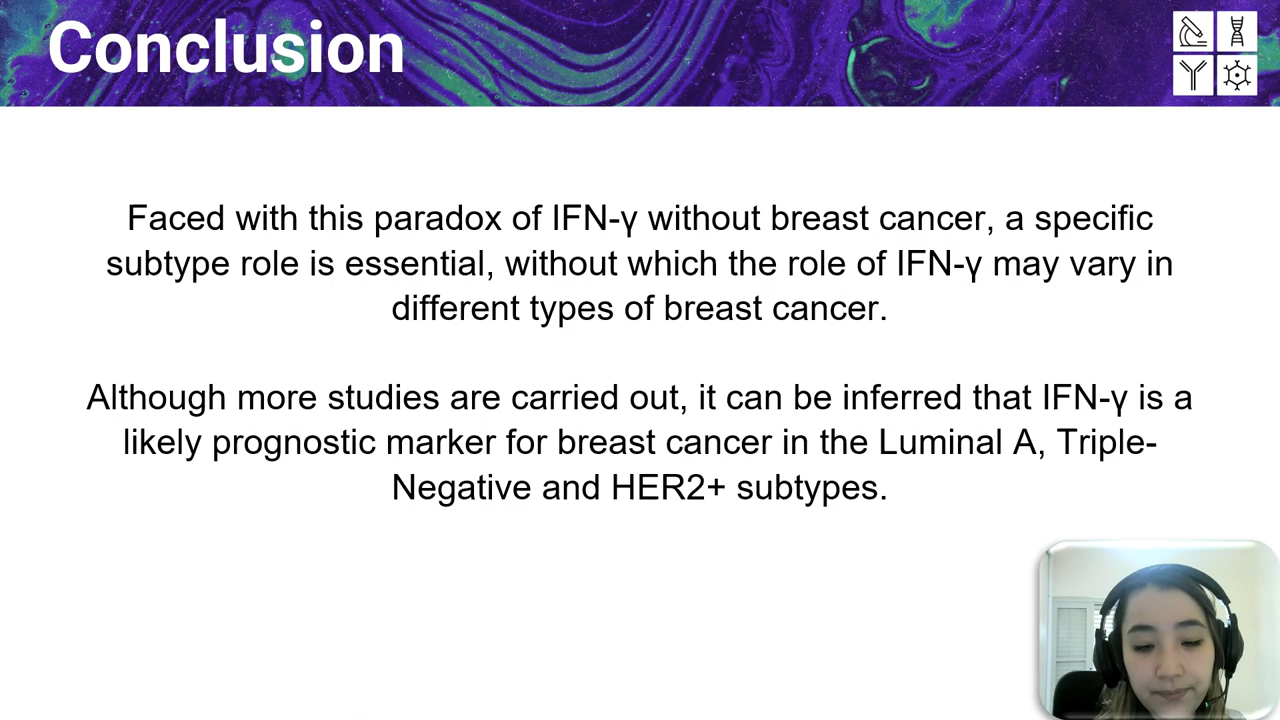 Conclusion
Faced with this paradox of IFN-γ without breast cancer, a specific
subtype role is essential, without which the role of IFN-γ may vary in
different types of breast cancer.
Although more studies are carried out, it can be inferred that IFN-γ is a
likely prognostic marker for breast cancer in the Luminal A, Triple-
Negative and HER2+ subtypes.